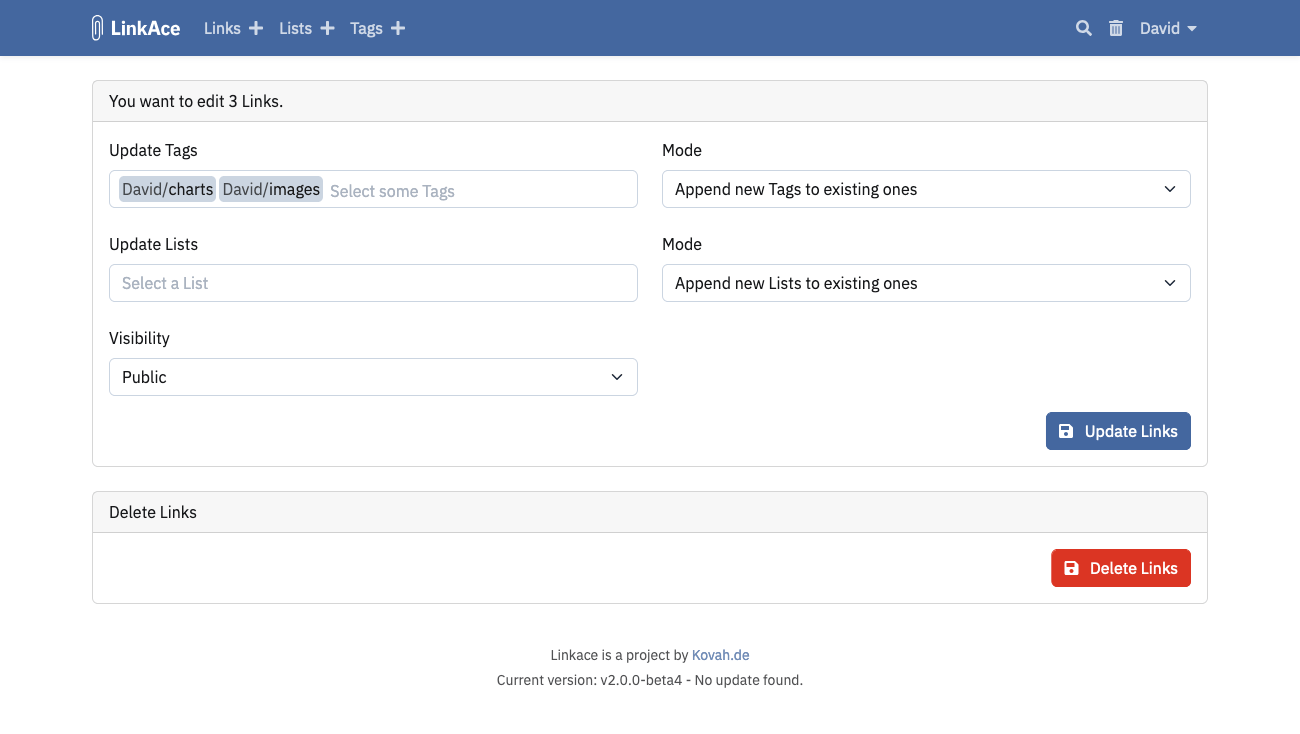 LinkAce Links Lists Tags David
You want to edit 3 Links.
Update Tags
David/charts David/images Select some Tags
Mode
Append new Tags to existing ones
Update Lists
Select a List
Mode
Append new Lists to existing ones
Visibility
Public
Update Links
Delete Links
Delete Links
Linkace is a project by Kovah.de
Current version: v2.0.0-beta4 - No update found.